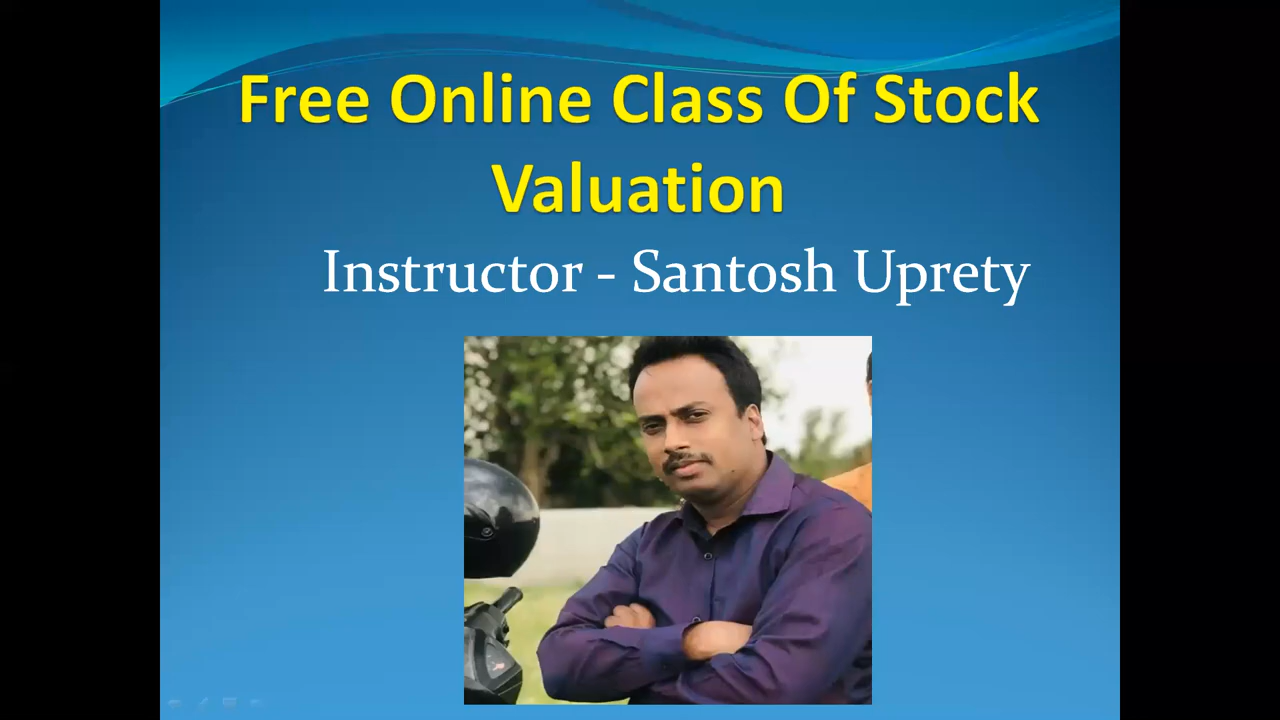 Free Online Class Of Stock
Valuation
Instructor - Santosh Uprety